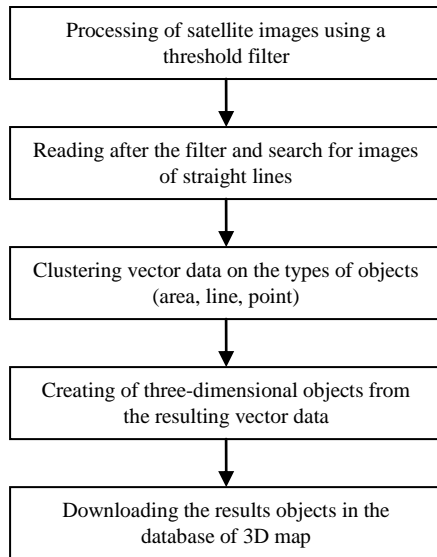 Processing of satellite images using a
threshold filter
Reading after the filter and search for images
of straight lines
Clustering vector data on the types of objects
(area, line, point)
Creating of three-dimensional objects from
the resulting vector data
Downloading the results objects in the
database of 3D map